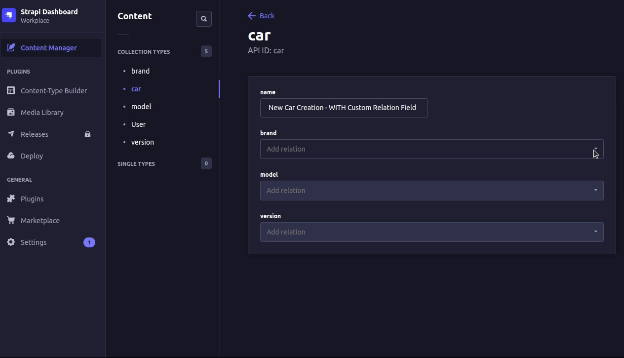 Strapi Dashboard
Workplace
Content Manager
PLUGINS
Content-Type Builder
Media Library
Releases
Deploy
GENERAL
Plugins
Marketplace
Settings
1
Content
COLLECTION TYPES
5
brand
car
model
User
version
SINGLE TYPES
0
Back
car
API ID: car
name
New Car Creation - WITH Custom Relation Field
brand
Add relation
model
Add relation
version
Add relation